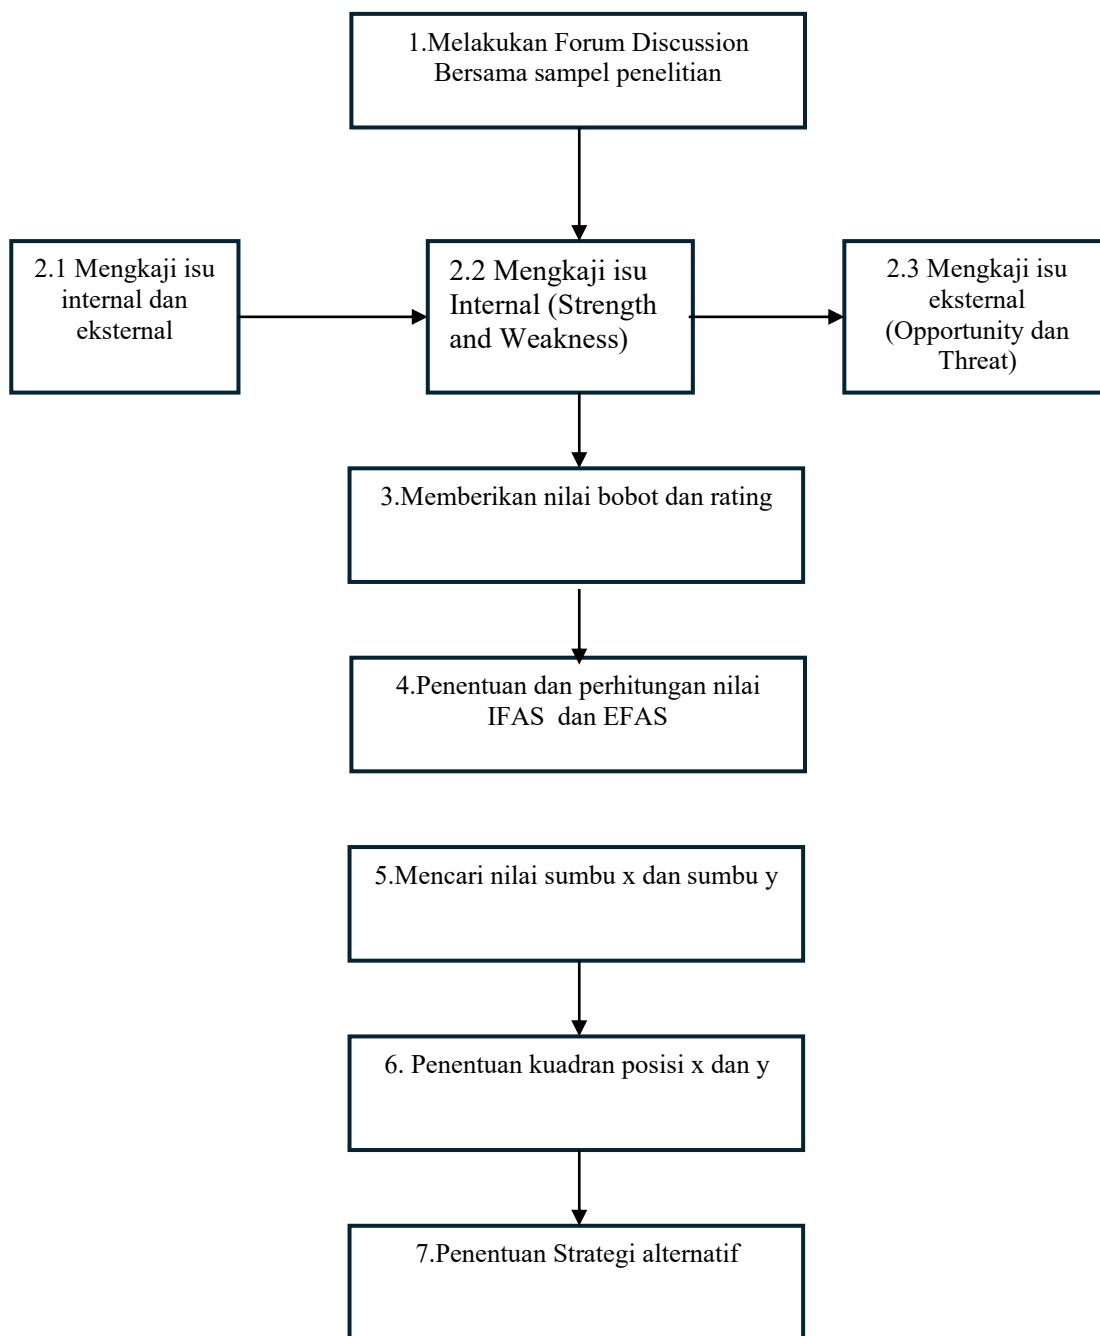 1.Melakukan Forum Discussion
Bersama sampel penelitian
2.1 Mengkaji isu
internal dan
eksternal
2.2 Mengkaji isu
Internal (Strength
and Weakness)
2.3 Mengkaji isu
eksternal
(Opportunity dan
Threat)
3.Memberikan nilai bobot dan rating
4.Penentuan dan perhitungan nilai
IFAS  dan EFAS
5.Mencari nilai sumbu x dan sumbu y
6. Penentuan kuadran posisi x dan y
7.Penentuan Strategi alternatif